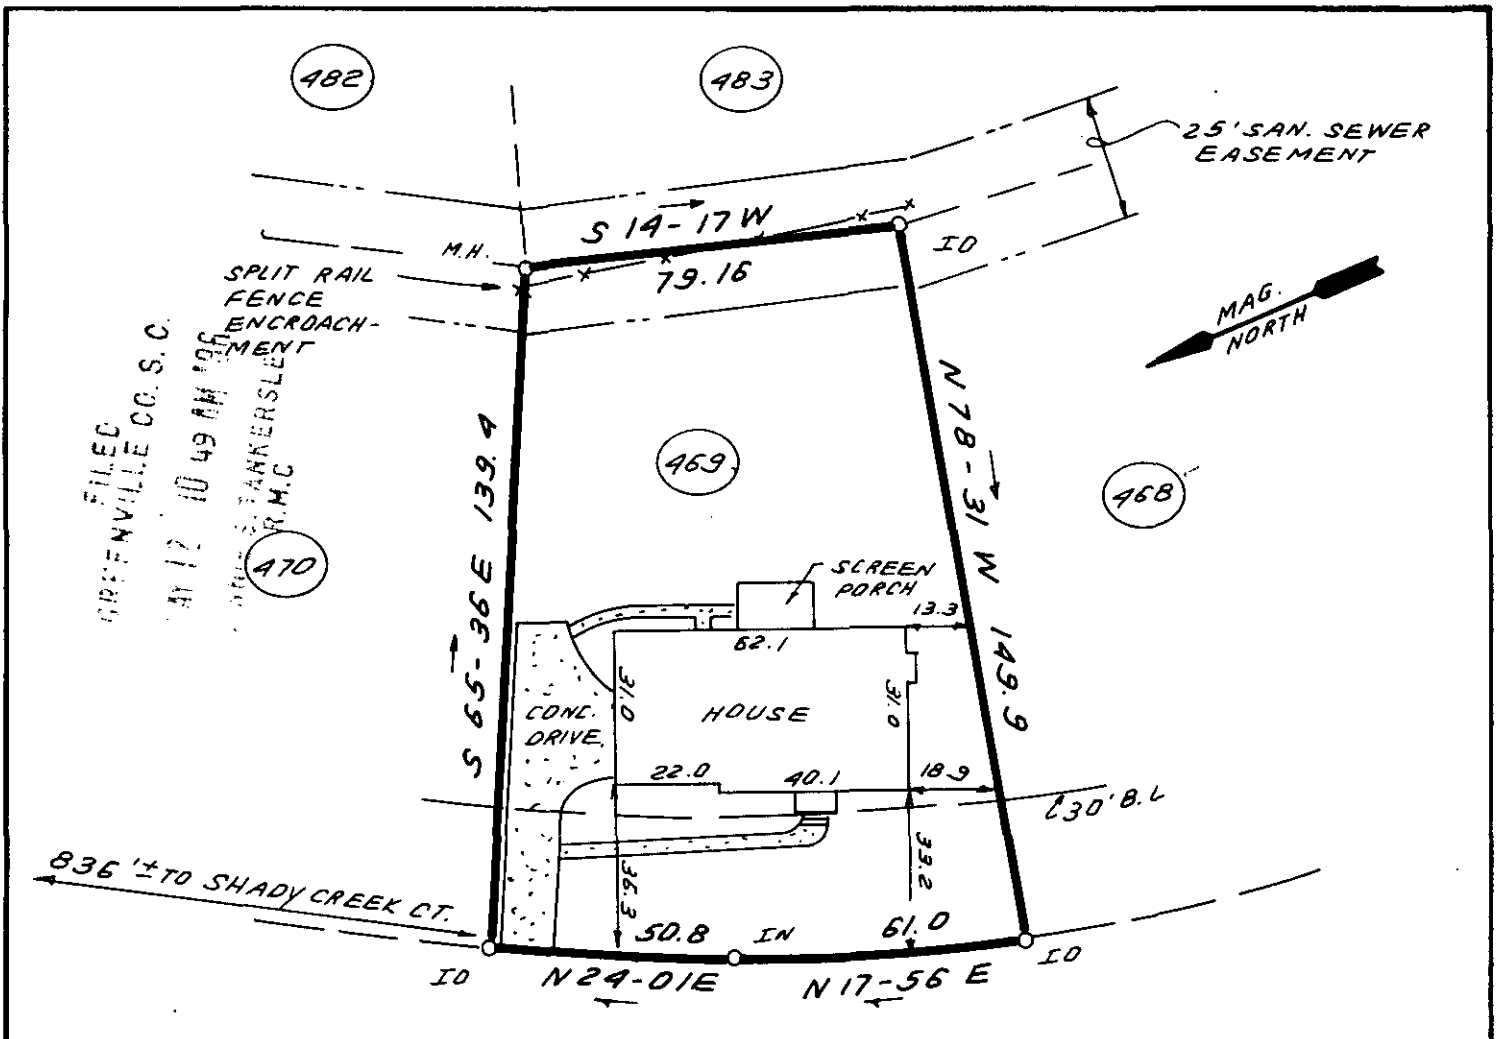 482
483
25' SAN. SEWER
EASEMENT
S 14-17 W
M.H.
IO
79.16
SPLIT RAIL
FENCE
ENCROACH-
MENT
MAG.
NORTH
FILED
GREENVILLE CO. S. C.
12 10 49 AM '96
TANKERSLE
R.M.C
N 78-31 W 149.9
S 65-36 E 139.4
469
468
470
SCREEN
PORCH
13.3
62.1
31.0
HOUSE
31.0
CONC.
DRIVE
22.0
40.1
18.9
30' B.L
836 '± TO SHADY CREEK CT.
36.3
33.2
50.8
IN
61.0
IO
N 24-01 E
N 17-56 E
IO